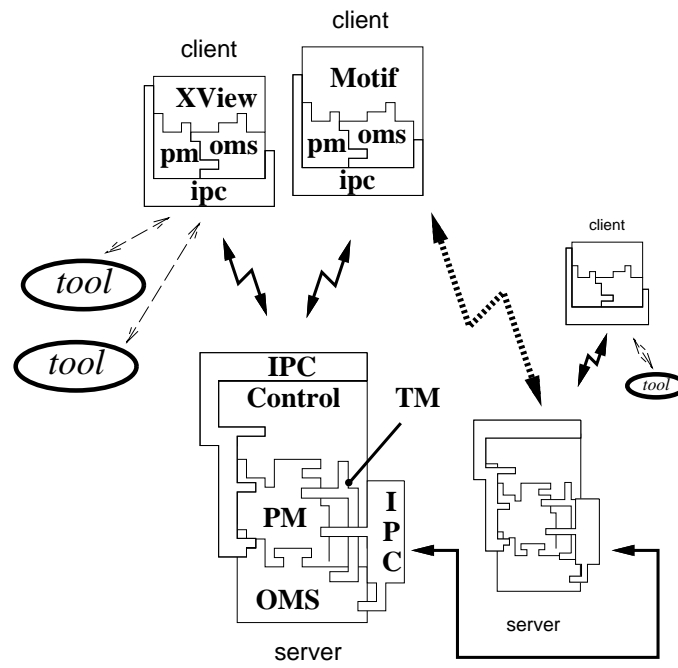 client
client
XView
Motif
pm
oms
ipc
pm
oms
ipc
client
tool
tool
tool
IPC
Control
TM
PM
I
P
C
OMS
server
server